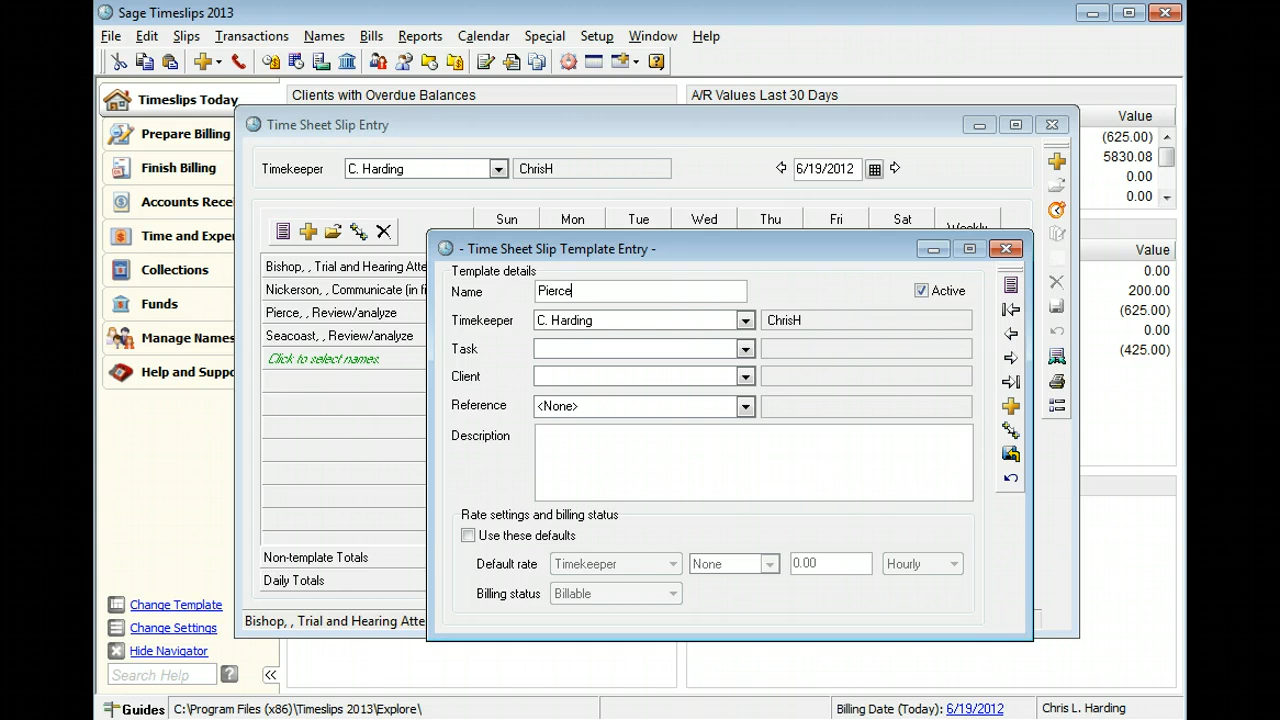 Sage Timeslips 2013
File Edit Slips Transactions Names Bills Reports Calendar Special Setup Window Help
Timeslips Today
Prepare Billing
Finish Billing
Accounts Rece
Time and Exper
Collections
Funds
Manage Names
Help and Suppo
Change Template
Change Settings
Hide Navigator
Search Help
?
Clients with Overdue Balances
A/R Values Last 30 Days
Value
(625.00)
5830.08
0.00
0.00
Value
0.00
200.00
(625.00)
0.00
(425.00)
Time Sheet Slip Entry
Timekeeper C. Harding ChrisH 6/19/2012
Sun Mon Tue Wed Thu Fri Sat Weekly
Bishop, , Trial and Hearing Atte
Nickerson, , Communicate (in fi
Pierce, , Review/analyze
Seacoast, , Review/analyze
Click to select names.
Non-template Totals
Daily Totals
Bishop, , Trial and Hearing Atte
- Time Sheet Slip Template Entry -
Template details
Name Pierce Active
Timekeeper C. Harding ChrisH
Task
Client
Reference <None>
Description
Rate settings and billing status
Use these defaults
Default rate Timekeeper None 0.00 Hourly
Billing status Billable
Guides C:\Program Files (x86)\Timeslips 2013\Explore\ Billing Date (Today): 6/19/2012 Chris L. Harding